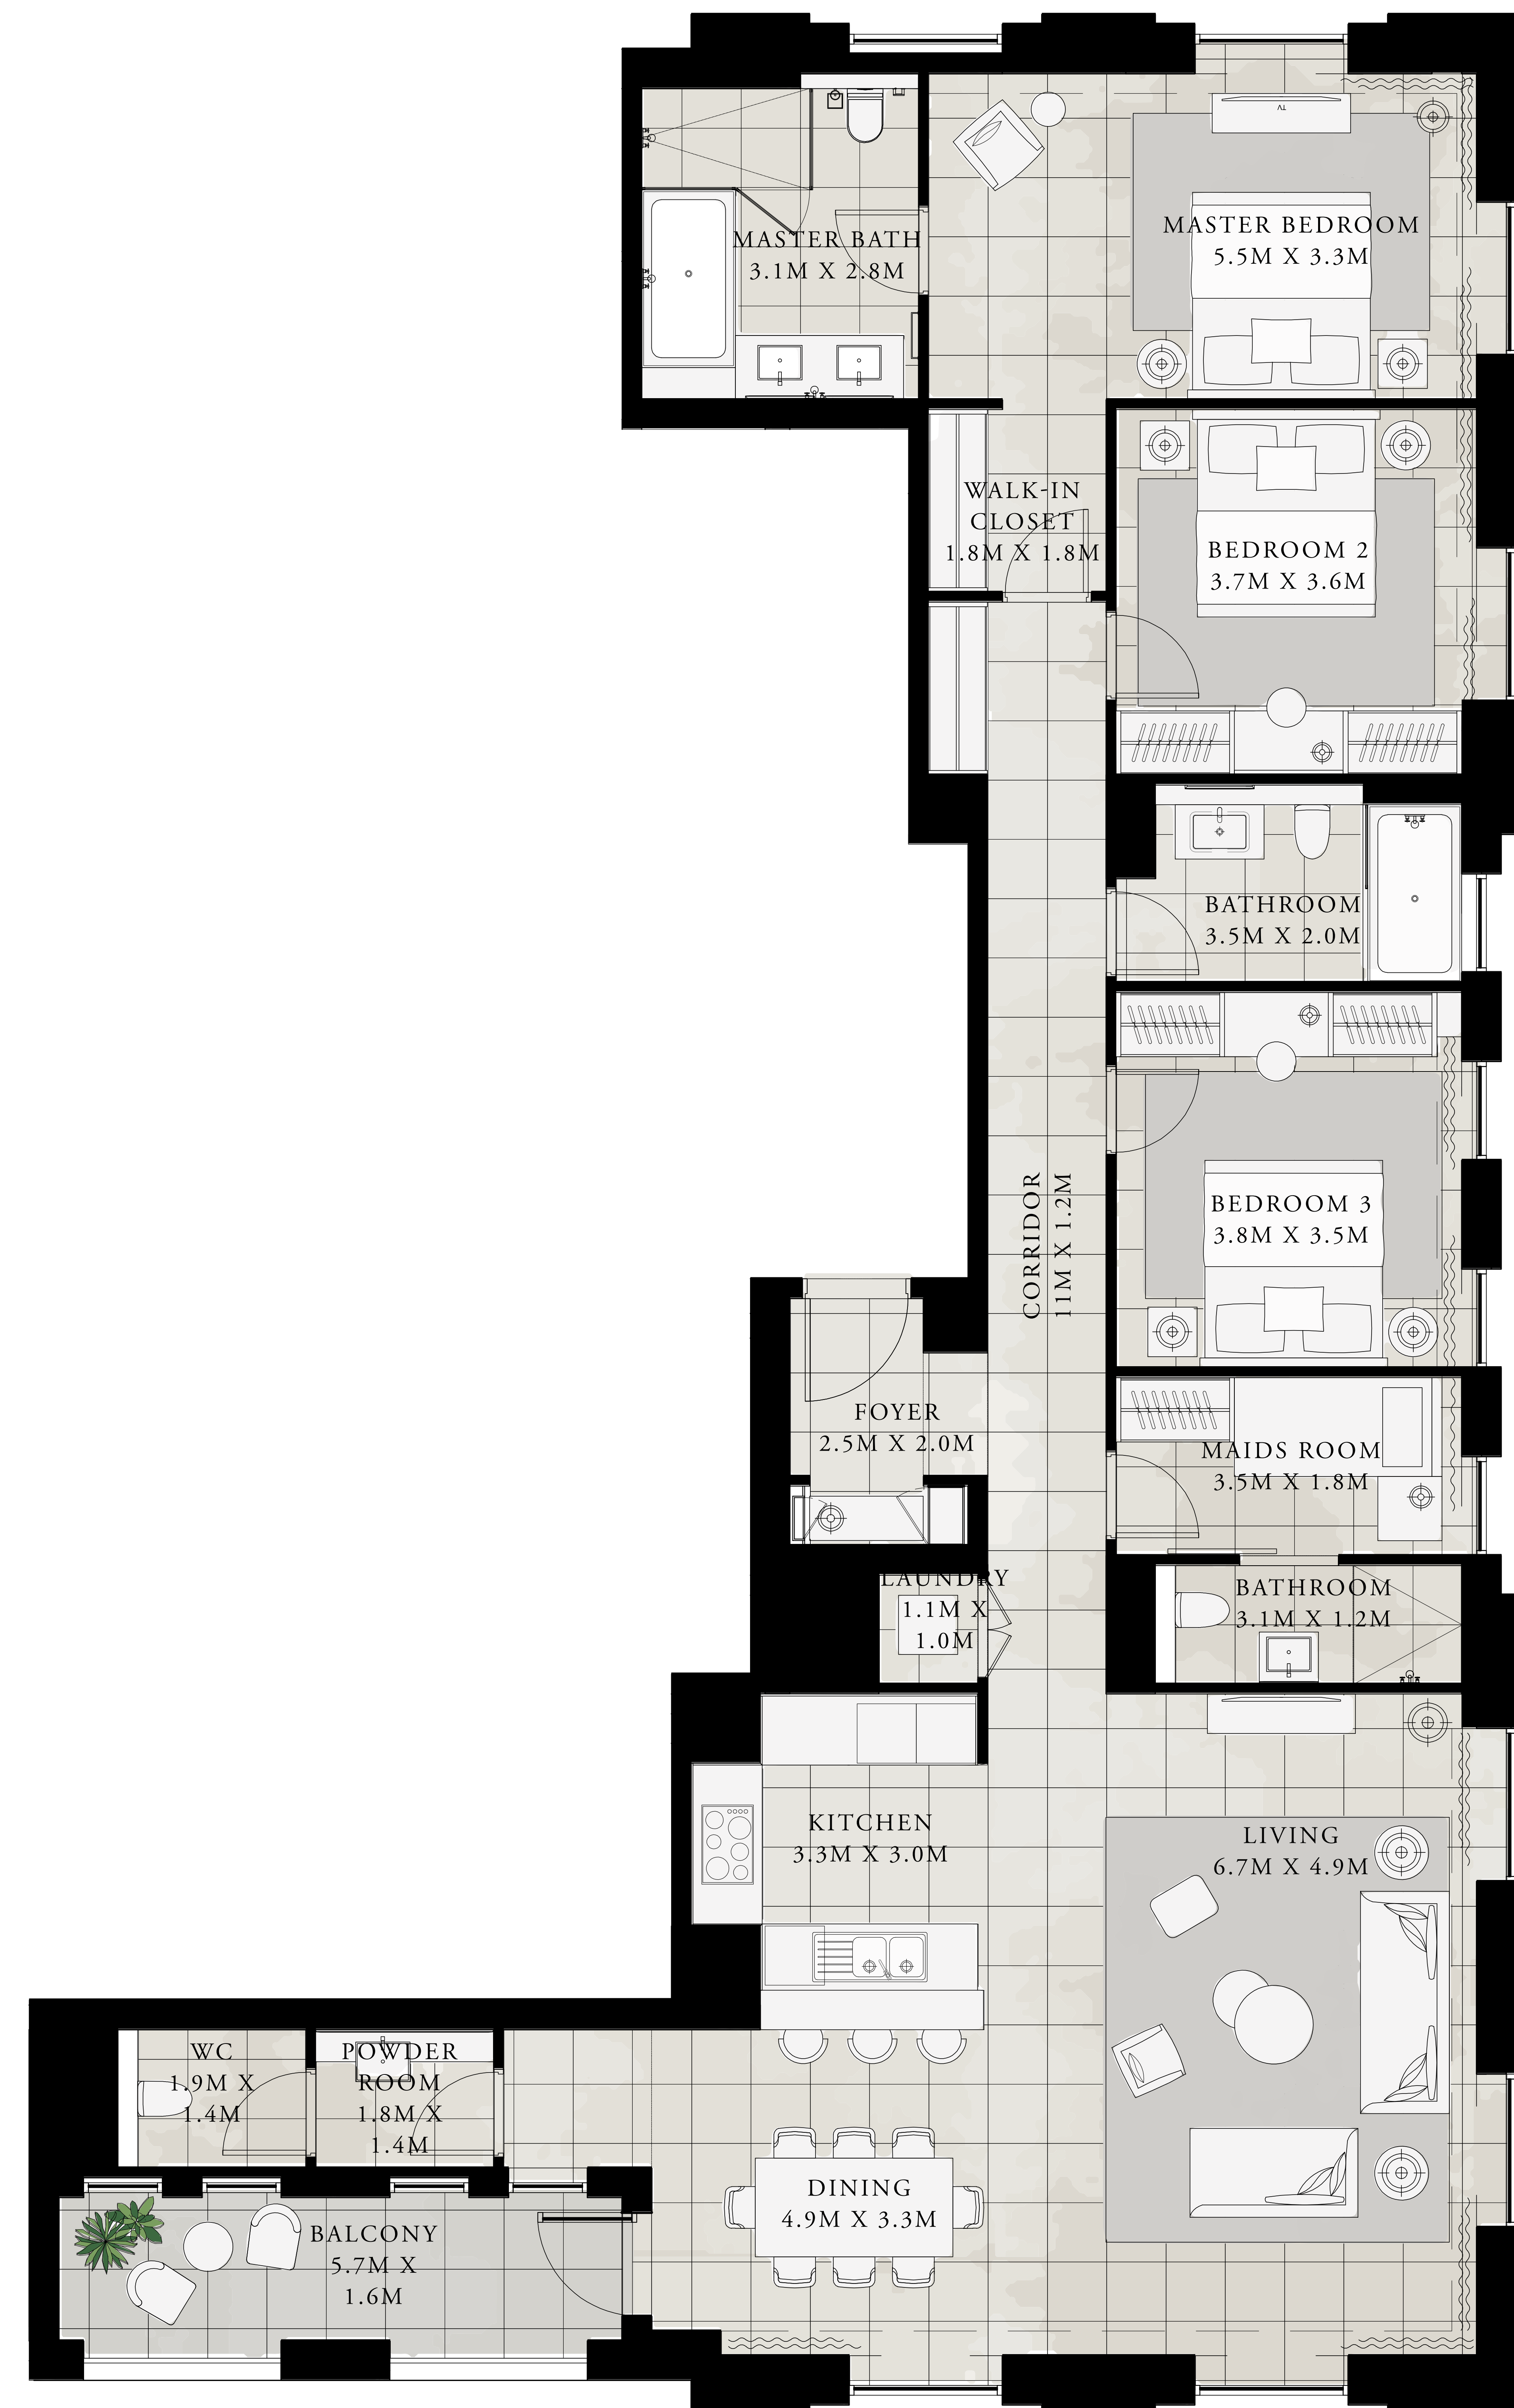 TV
MASTER BATH
3.1M X 2.8M
MASTER BEDROOM
5.5M X 3.3M
WALK-IN
CLOSET
1.8M X 1.8M
BEDROOM 2
3.7M X 3.6M
BATHROOM
3.5M X 2.0M
CORRIDOR
11M X 1.2M
BEDROOM 3
3.8M X 3.5M
FOYER
2.5M X 2.0M
MAIDS ROOM
3.5M X 1.8M
LAUNDRY
1.1M X
1.0M
BATHROOM
3.1M X 1.2M
KITCHEN
3.3M X 3.0M
LIVING
6.7M X 4.9M
WC
1.9M X
1.4M
POWDER
ROOM
1.8M X
1.4M
DINING
4.9M X 3.3M
BALCONY
5.7M X
1.6M